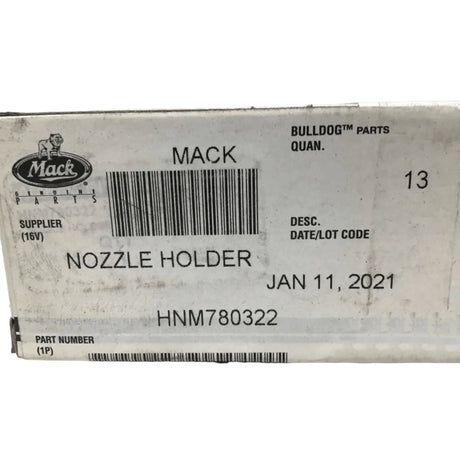 Mack
®
GENUINE
PARTS
MACK
BULLDOG™ PARTS
QUAN.
13
SUPPLIER
(16V)
DESC.
DATE/LOT CODE
NOZZLE HOLDER
JAN 11, 2021
HNM780322
PART NUMBER
(1P)